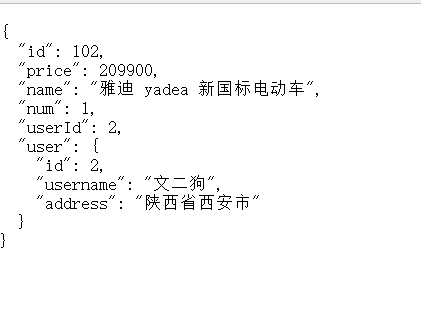 {
  "id": 102,
  "price": 209900,
  "name": "雅迪 yadea 新国标电动车",
  "num": 1,
  "userId": 2,
  "user": {
    "id": 2,
    "username": "文二狗",
    "address": "陕西省西安市"
  }
}